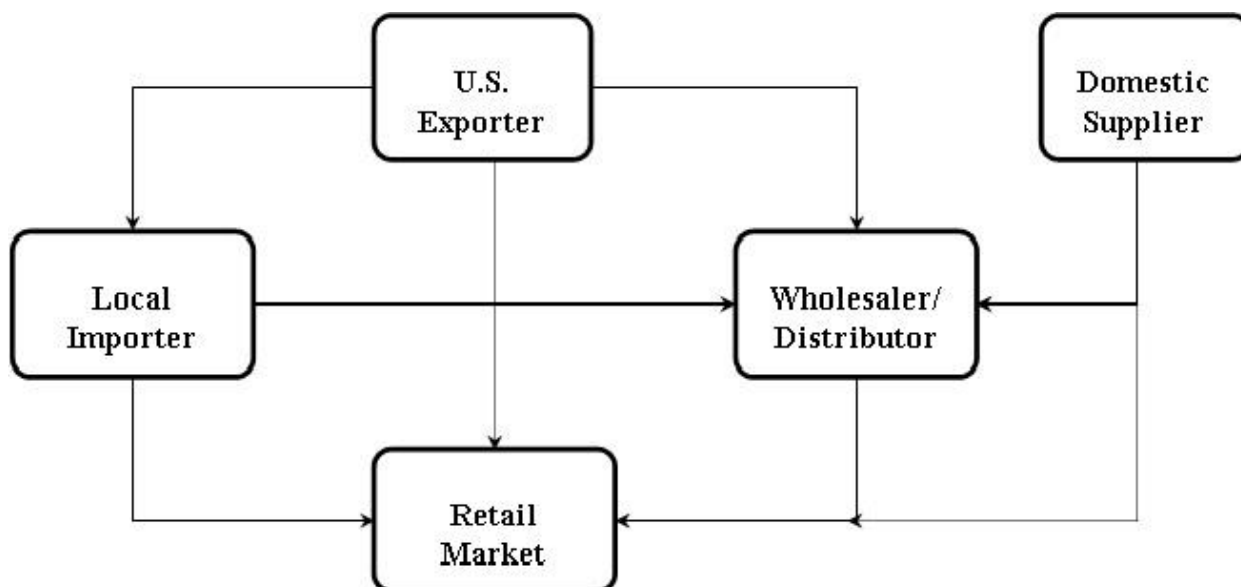 U.S.
Exporter
Domestic
Supplier
Local
Importer
Wholesaler/
Distributor
Retail
Market